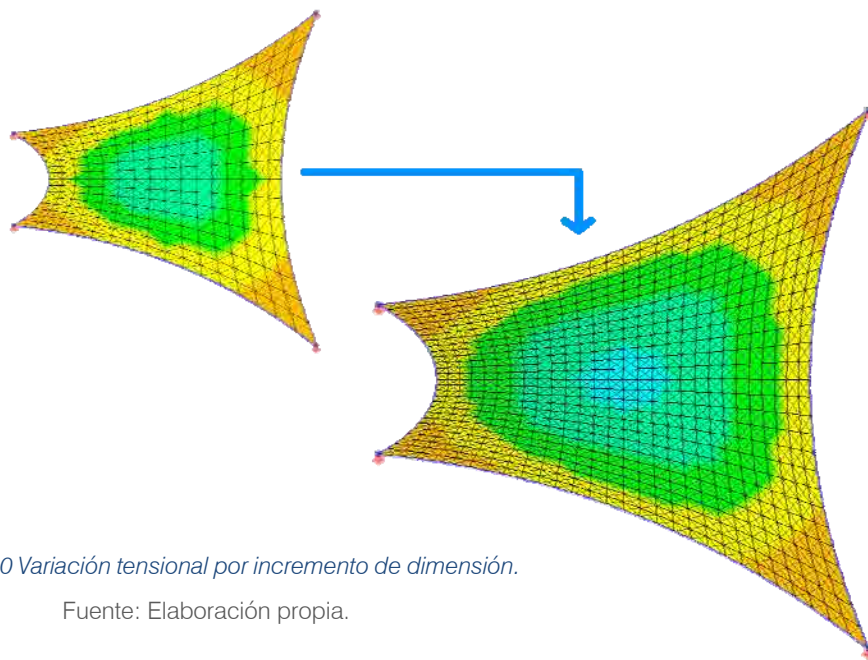 0 Variación tensional por incremento de dimensión.
Fuente: Elaboración propia.